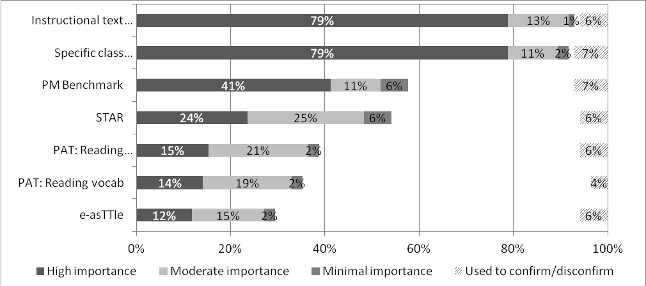 Instructional text... 79% 13% 1% 6%
Specific class... 79% 11% 2% 7%
PM Benchmark 41% 11% 6% 7%
STAR 24% 25% 6% 6%
PAT: Reading... 15% 21% 2% 6%
PAT: Reading vocab 14% 19% 2% 4%
e-asTTle 12% 15% 2% 6%
0% 20% 40% 60% 80% 100%
High importance Moderate importance Minimal importance Used to confirm/disconfirm